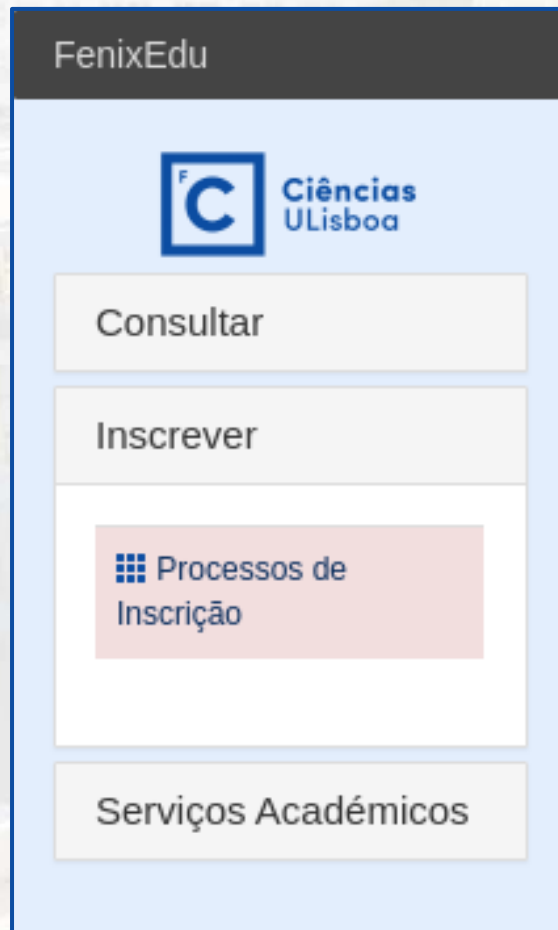 FenixEdu
F
C
Ciências
ULisboa
Consultar
Inscrever
Processos de
Inscrição
Serviços Académicos